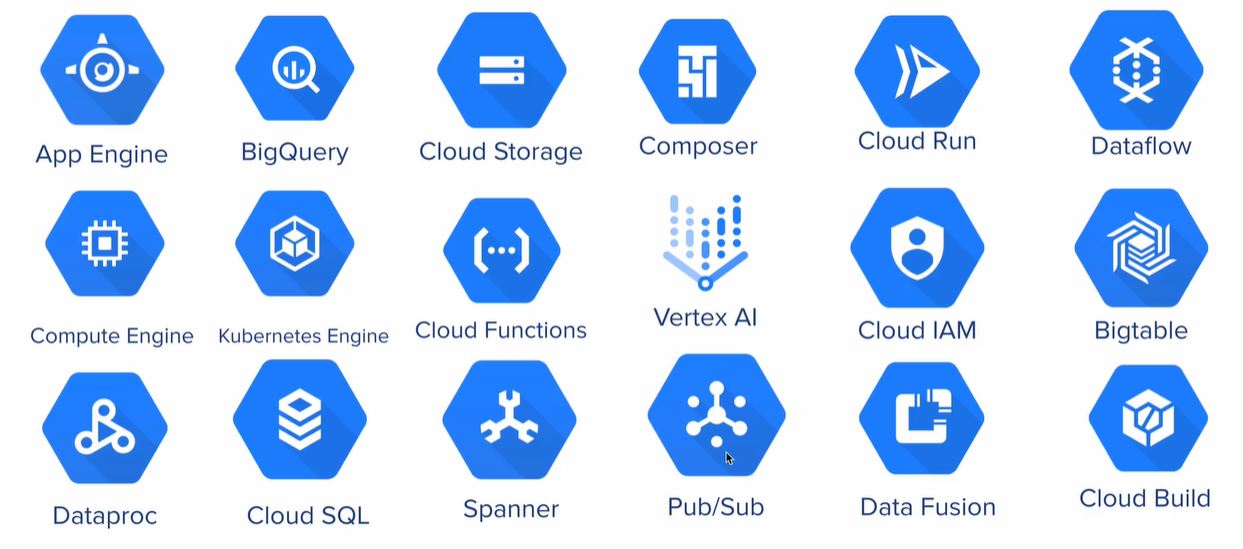 App Engine
BigQuery
Cloud Storage
Composer
Cloud Run
Dataflow
Compute Engine
Kubernetes Engine
Cloud Functions
Vertex AI
Cloud IAM
Bigtable
Dataproc
Cloud SQL
Spanner
Pub/Sub
Data Fusion
Cloud Build